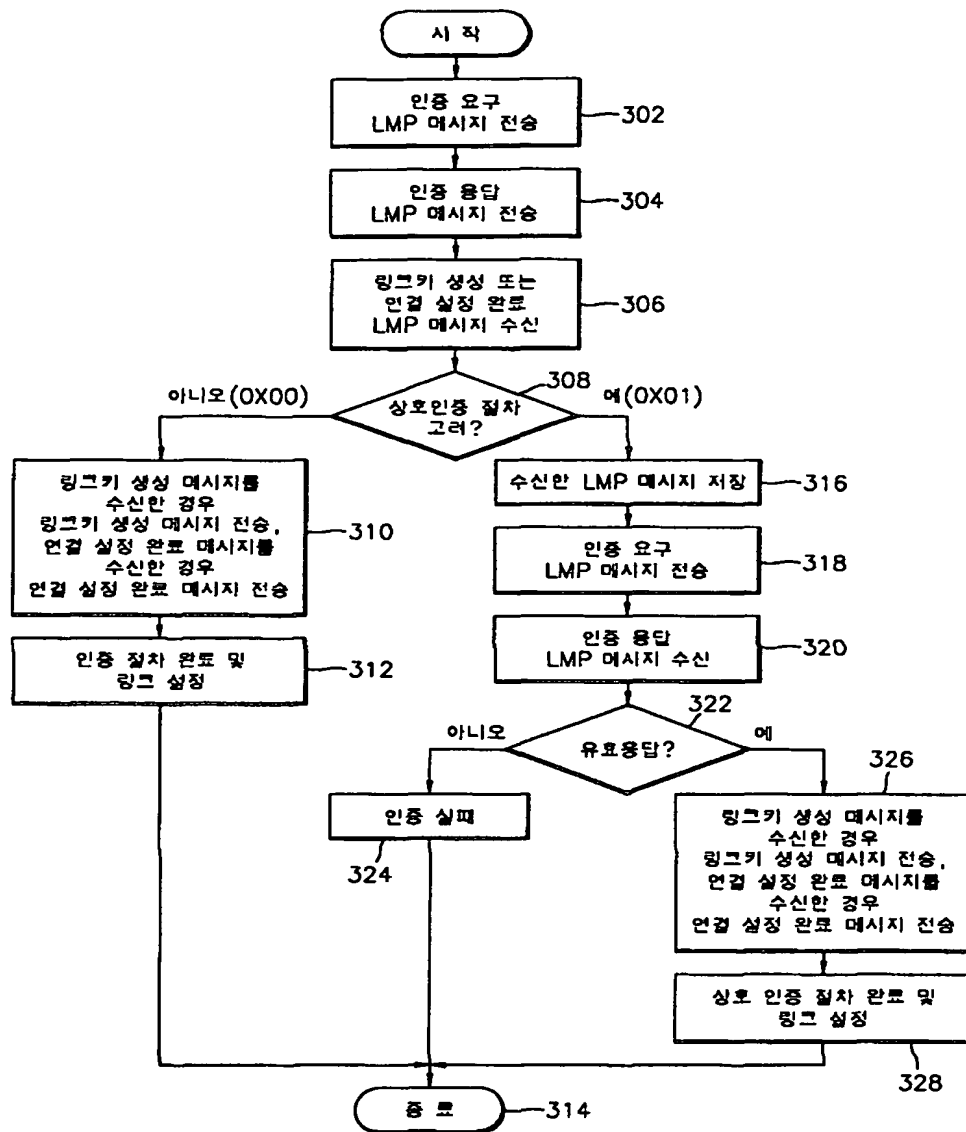 시 작
인증 요구
LMP 메시지 전송
302
인증 응답
LMP 메시지 전송
304
링크키 생성 또는
연결 설정 완료
LMP 메시지 수신
306
308
상호인증 절차
고려?
아니오(0X00)
예(0X01)
링크키 생성 메시지를
수신한 경우
링크키 생성 메시지 전송,
연결 설정 완료 메시지를
수신한 경우
연결 설정 완료 메시지 전송
310
인증 절차 완료 및
링크 설정
312
수신한 LMP 메시지 저장
316
인증 요구
LMP 메시지 전송
318
인증 응답
LMP 메시지 수신
320
322
유효응답?
아니오
예
인증 실패
324
326
링크키 생성 메시지를
수신한 경우
링크키 생성 메시지 전송,
연결 설정 완료 메시지를
수신한 경우
연결 설정 완료 메시지 전송
상호 인증 절차 완료 및
링크 설정
328
종 료
314